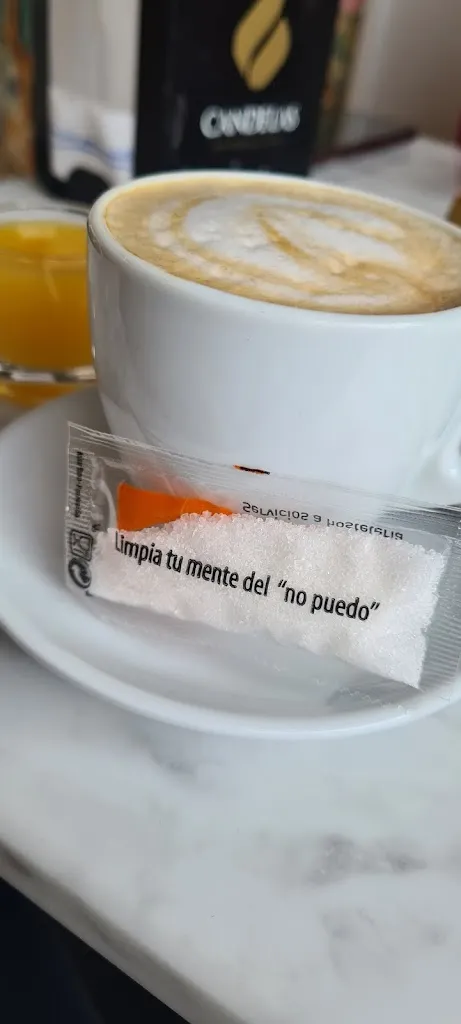 CANDELAS
Servicios a hostelería
Limpia tu mente del "no puedo"